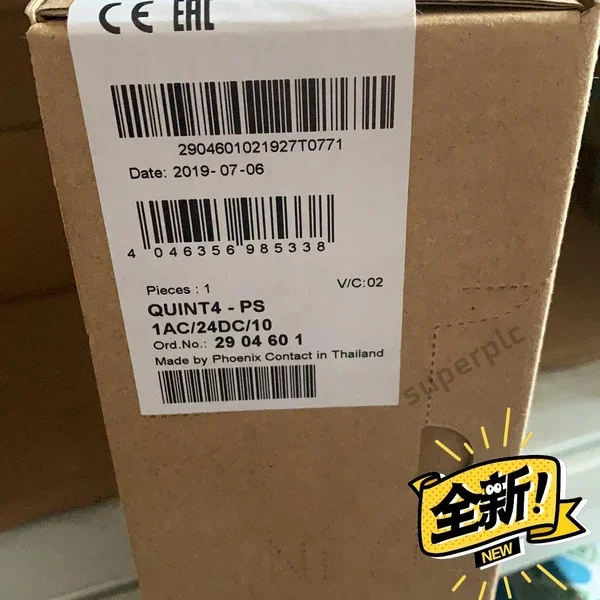 CE EAC
2904601021927T0771
Date: 2019-07-06
4 046356 985338
Pieces : 1 V/C:02
QUINT4 - PS
1AC/24DC/10
Ord.No.: 29 04 60 1
Made by Phoenix Contact in Thailand
superplc
全新!
NEW